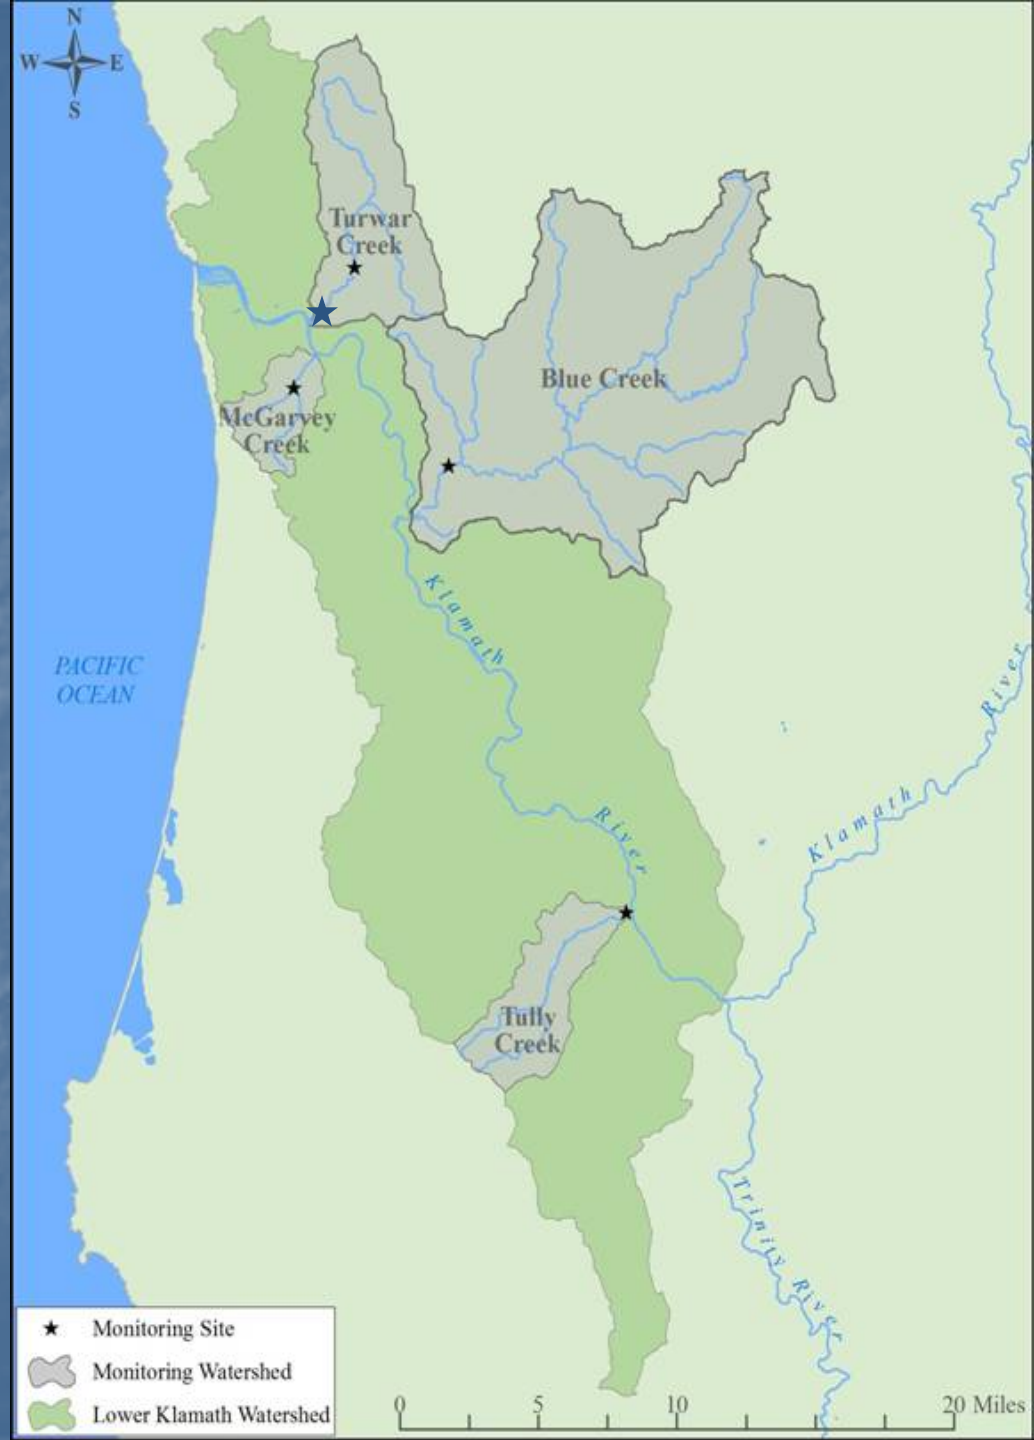 N
W E
S
Turwar
Creek
Blue Creek
McGarvey
Creek
Klamath
PACIFIC
OCEAN
River
Klamath
River
Tully
Creek
Trinity River
Monitoring Site
Monitoring Watershed
Lower Klamath Watershed
0 5 10 20 Miles